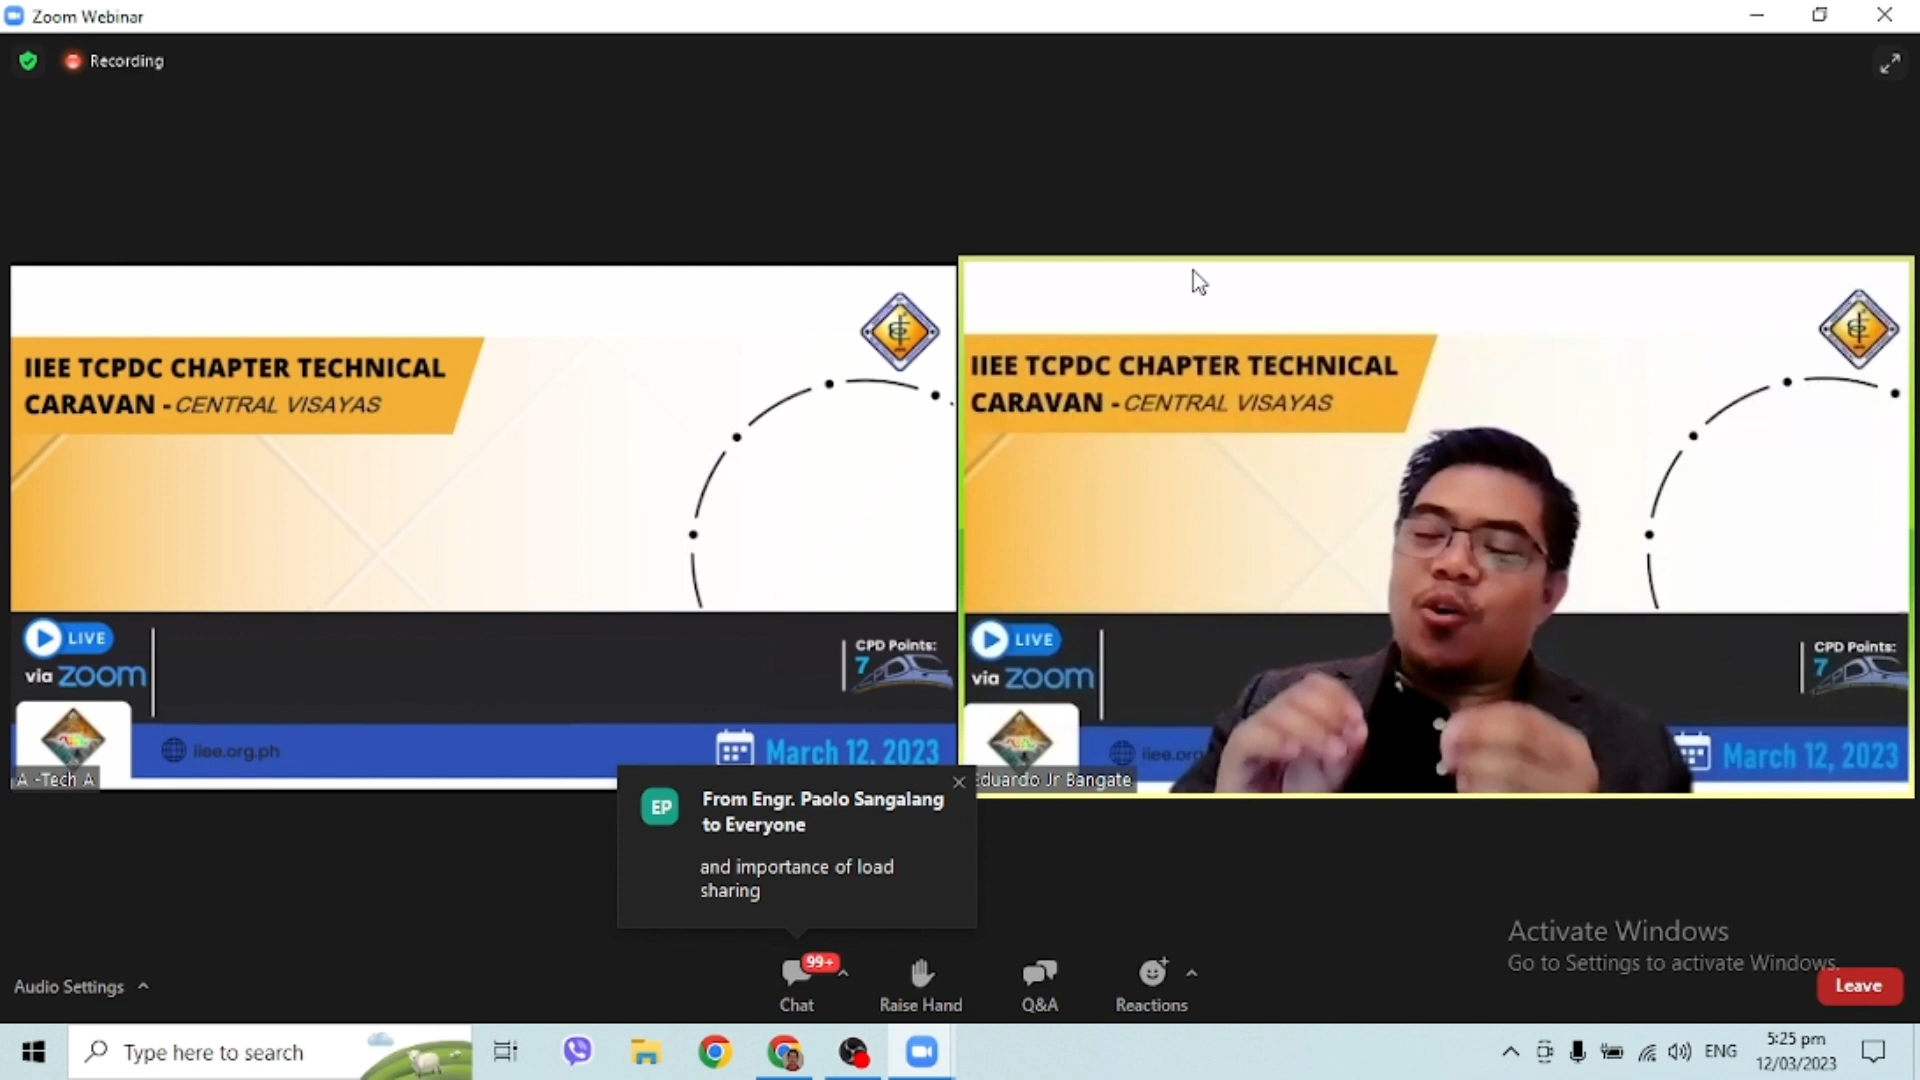 Zoom Webinar
Recording
IIEE TCPDC CHAPTER TECHNICAL
CARAVAN - CENTRAL VISAYAS
LIVE
via zoom
CPD Points:
7
iiee.org.ph
March 12, 2023
A -Tech A
IIEE TCPDC CHAPTER TECHNICAL
CARAVAN - CENTRAL VISAYAS
LIVE
via zoom
CPD Points:
7
iiee.org
March 12, 2023
Eduardo Jr Bangate
EP
From Engr. Paolo Sangalang
to Everyone
and importance of load
sharing
Activate Windows
Go to Settings to activate Windows.
Audio Settings
99+
Chat
Raise Hand
Q&A
Reactions
Leave
Type here to search
ENG
5:25 pm
12/03/2023